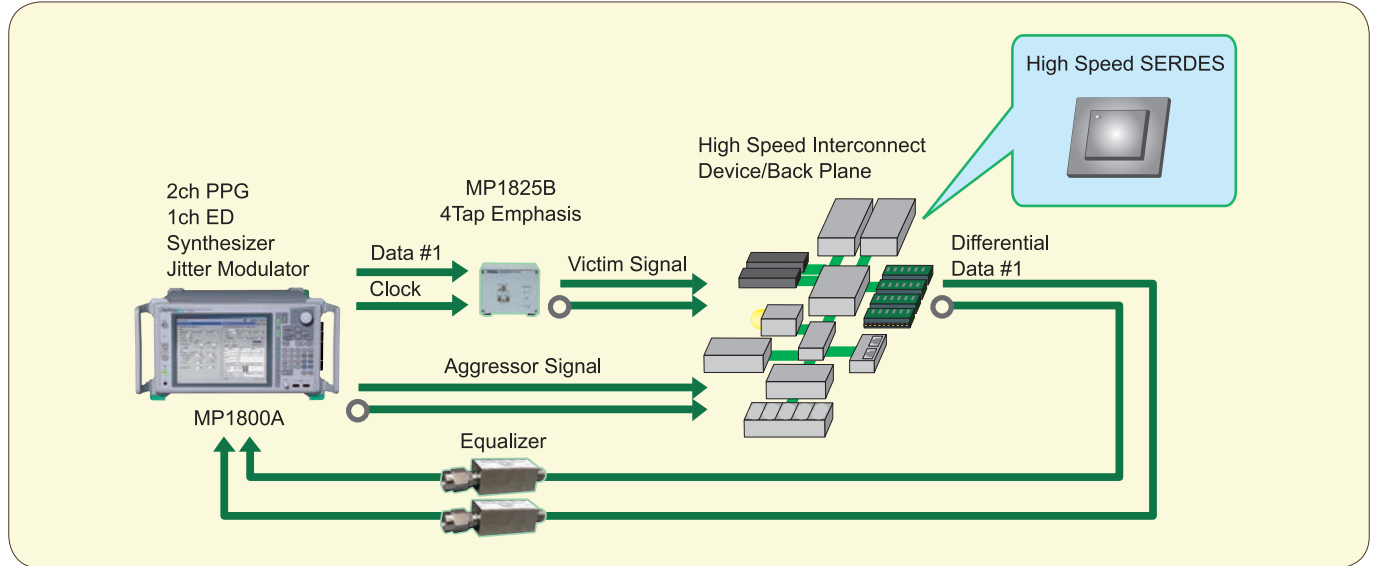 High Speed SERDES
High Speed Interconnect
Device/Back Plane
2ch PPG
1ch ED
Synthesizer
Jitter Modulator
MP1825B
4Tap Emphasis
Data #1
Clock
Victim Signal
Differential
Data #1
Aggressor Signal
MP1800A
Equalizer